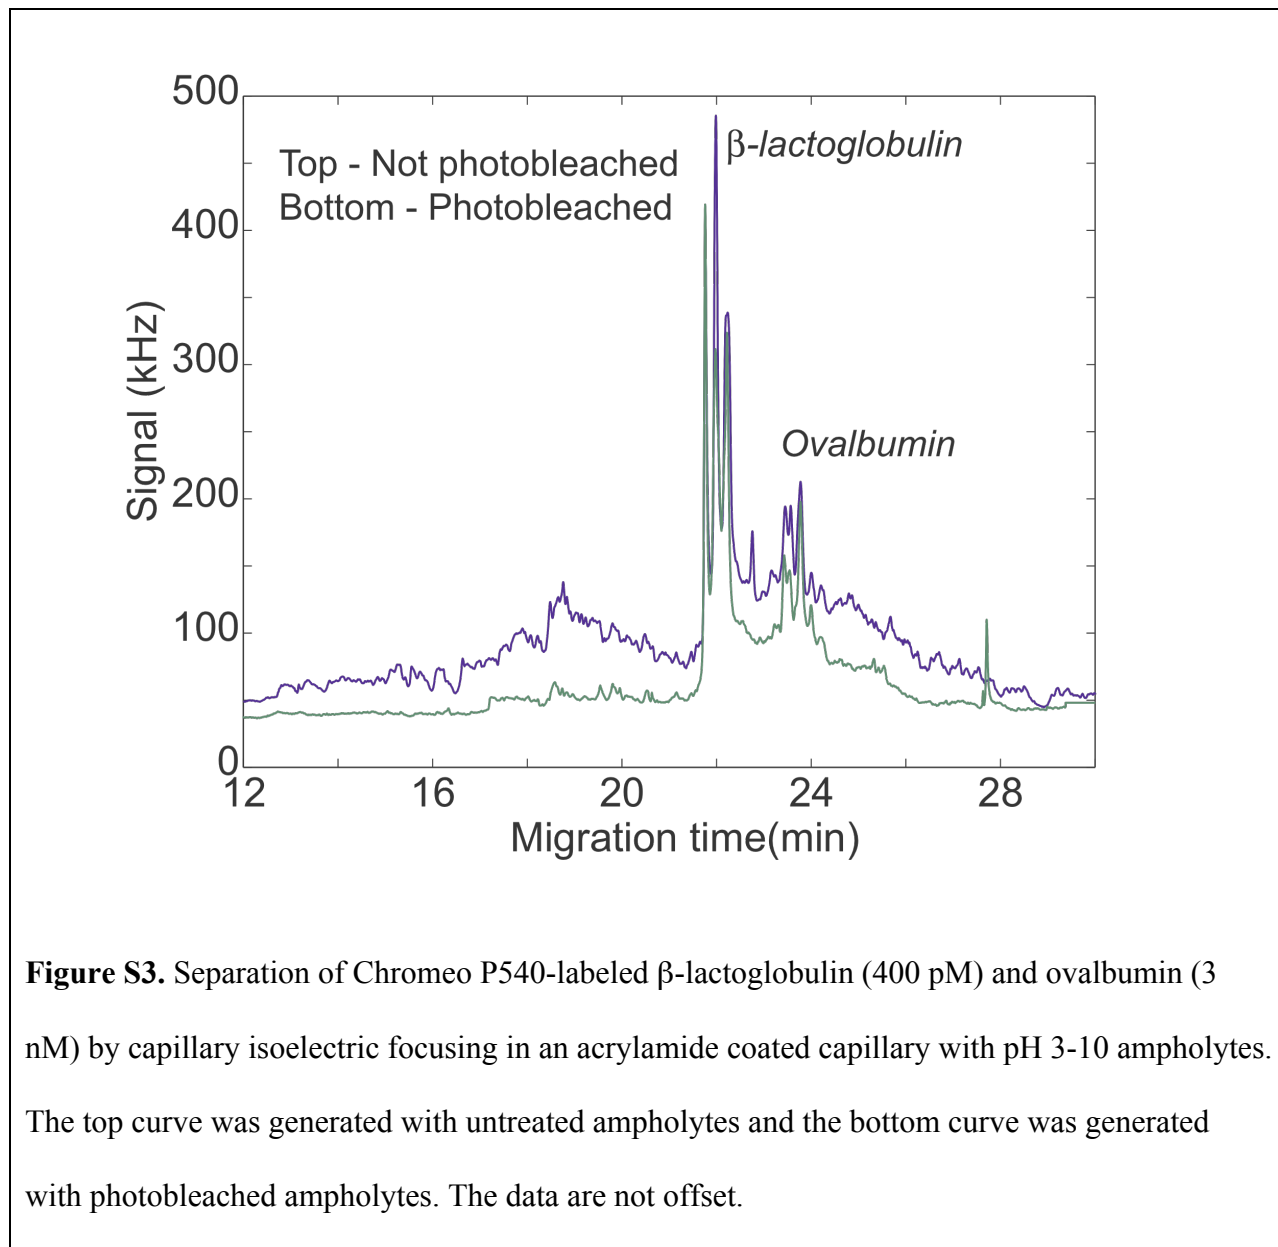 500
400
300
200
100
0
Signal (kHz)
Top - Not photobleached
Bottom - Photobleached
β-lactoglobulin
Ovalbumin
12 16 20 24 28
Migration time(min)
Figure S3. Separation of Chromeo P540-labeled β-lactoglobulin (400 pM) and ovalbumin (3
nM) by capillary isoelectric focusing in an acrylamide coated capillary with pH 3-10 ampholytes.
The top curve was generated with untreated ampholytes and the bottom curve was generated
with photobleached ampholytes. The data are not offset.